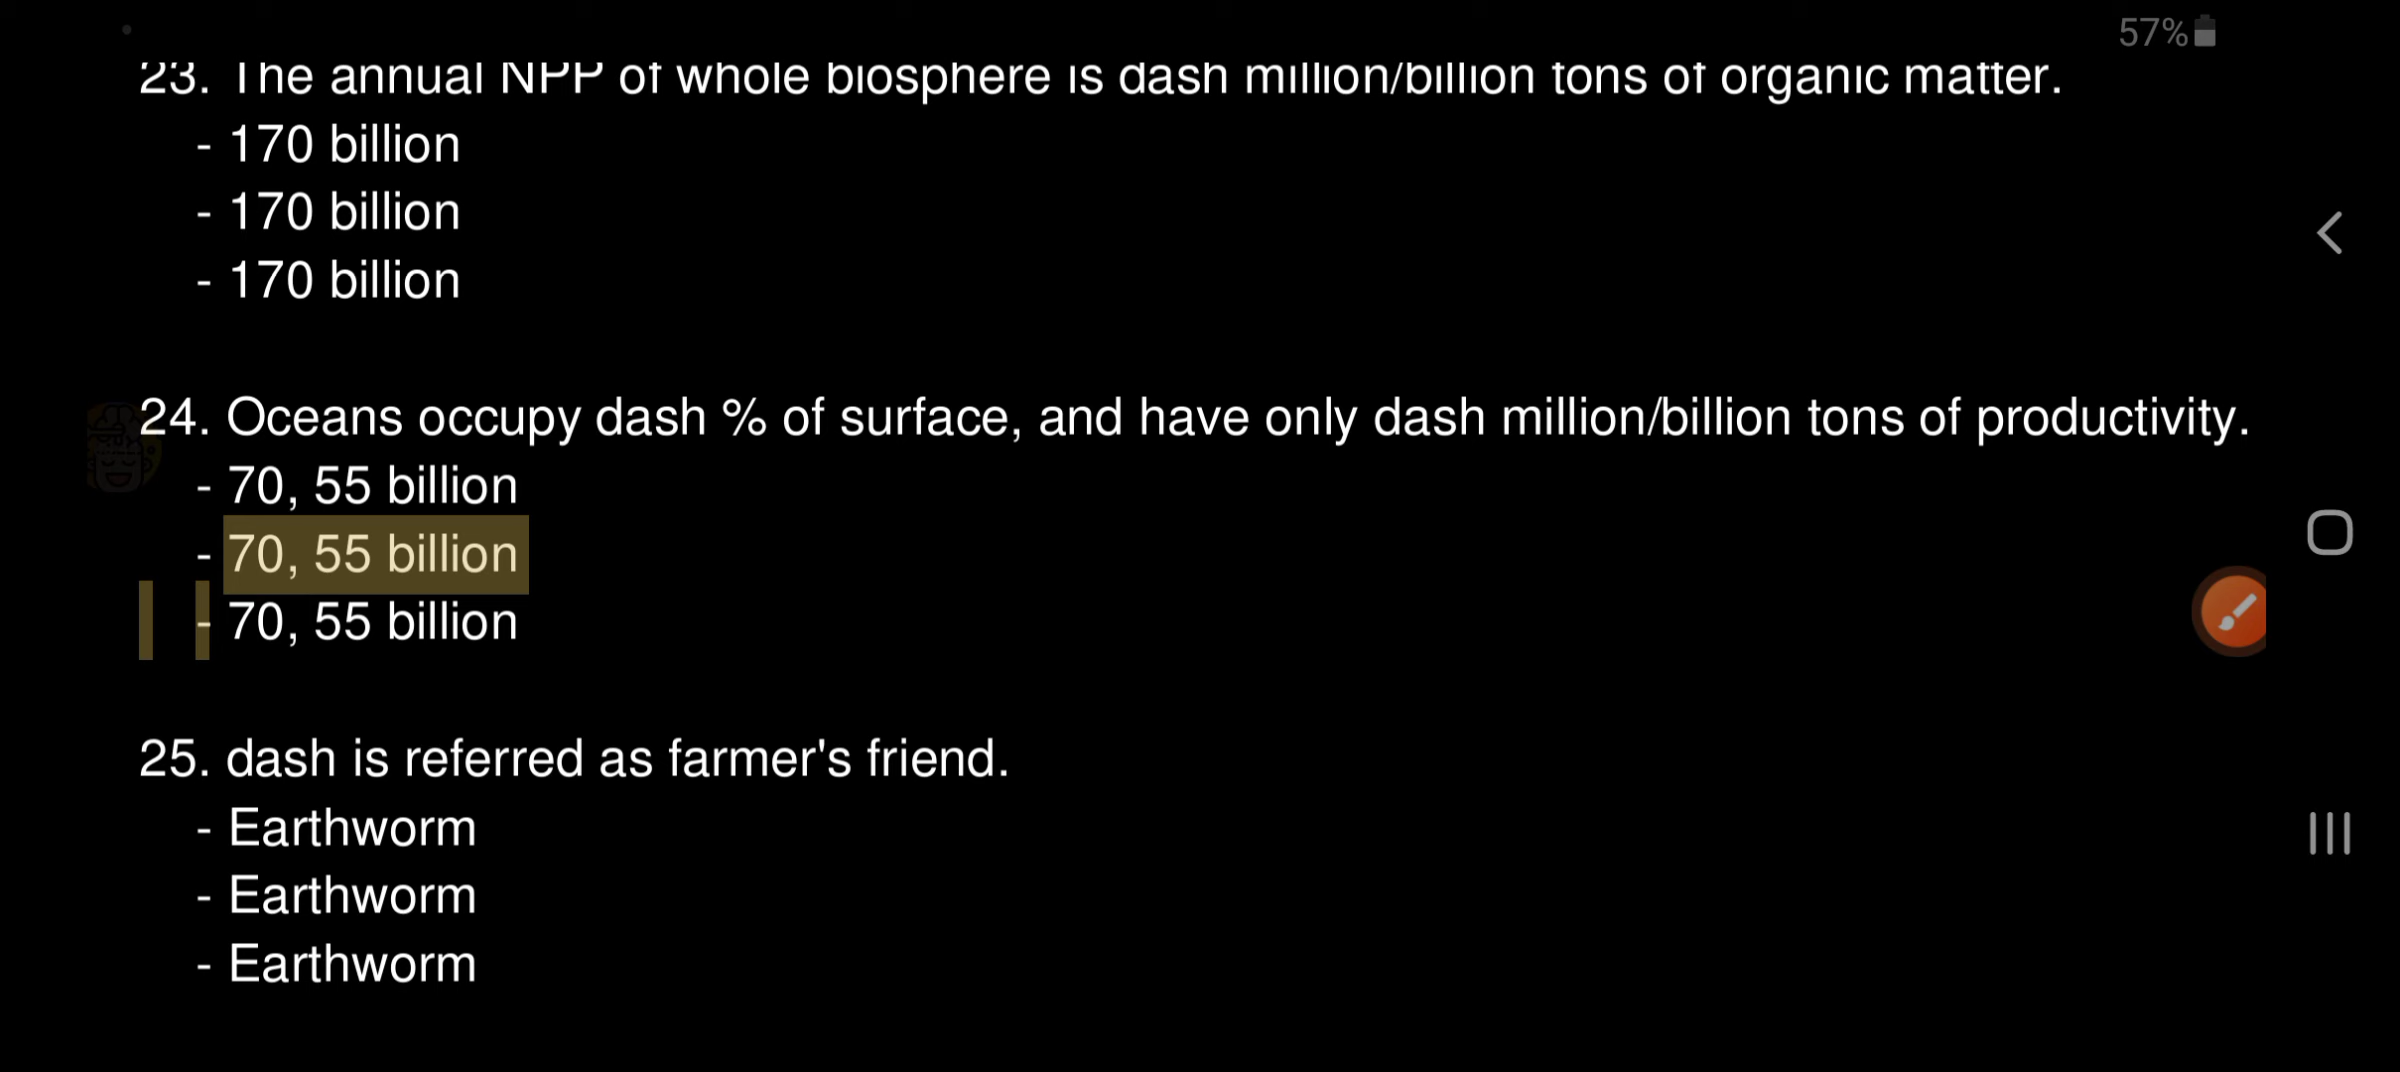 57%
23. The annual NPP of whole biosphere is dash million/billion tons of organic matter.
- 170 billion
- 170 billion
- 170 billion
24. Oceans occupy dash % of surface, and have only dash million/billion tons of productivity.
- 70, 55 billion
- 70, 55 billion
- 70, 55 billion
25. dash is referred as farmer's friend.
- Earthworm
- Earthworm
- Earthworm